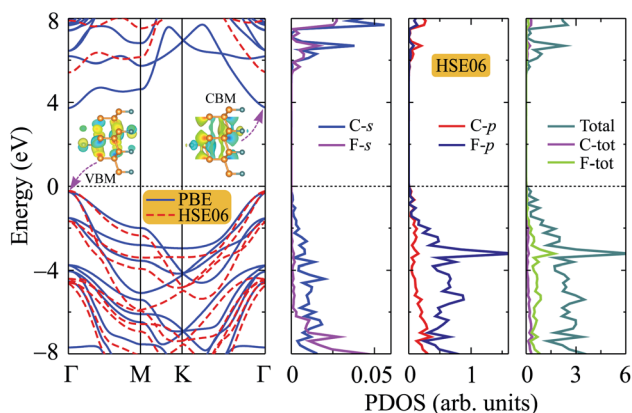 8
4
0
−4
−8
Energy (eV)
CBM
VBM
PBE
HSE06
Γ
M
K
Γ
C-s
F-s
0
0.05
HSE06
C-p
F-p
0
1
Total
C-tot
F-tot
0
3
6
PDOS (arb. units)